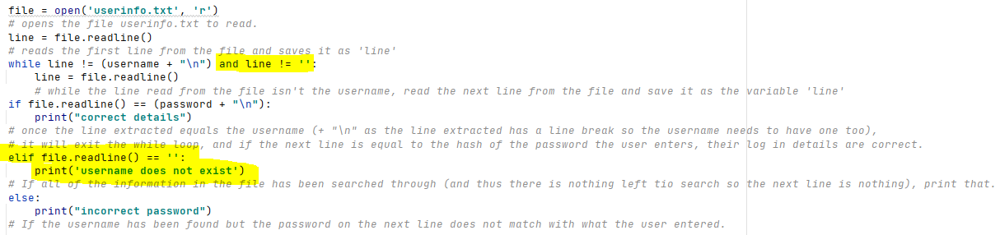 file = open('userinfo.txt', 'r')
# opens the file userinfo.txt to read.
line = file.readline()
# reads the first line from the file and saves it as 'line'
while line != (username + "\n") and line != '':
    line = file.readline()
    # while the line read from the file isn't the username, read the next line from the file and save it as the variable 'line'
if file.readline() == (password + "\n"):
    print("correct details")
# once the line extracted equals the username (+ "\n" as the line extracted has a line break so the username needs to have one too),
# it will exit the while loop, and if the next line is equal to the hash of the password the user enters, their log in details are correct.
elif file.readline() == '':
    print('username does not exist')
# If all of the information in the file has been searched through (and thus there is nothing left tio search so the next line is nothing), print that.
else:
    print("incorrect password")
# If the username has been found but the password on the next line does not match with what the user entered.